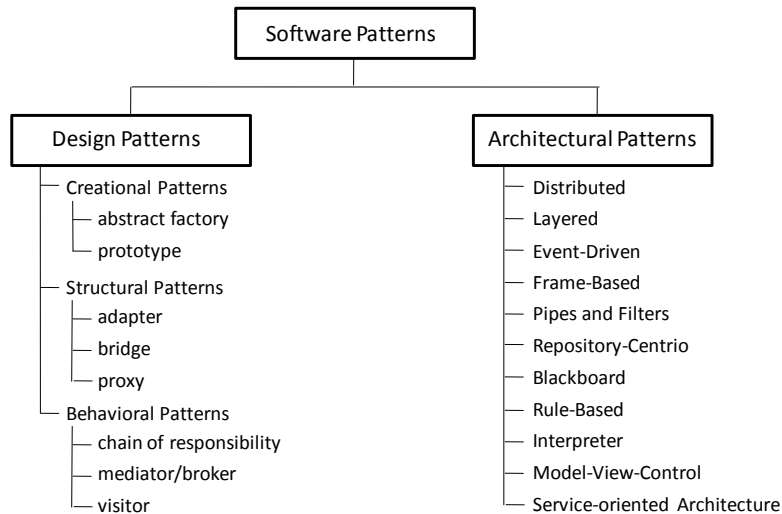 Software Patterns
Design Patterns
Creational Patterns
abstract factory
prototype
Structural Patterns
adapter
bridge
proxy
Behavioral Patterns
chain of responsibility
mediator/broker
visitor
Architectural Patterns
Distributed
Layered
Event-Driven
Frame-Based
Pipes and Filters
Repository-Centrio
Blackboard
Rule-Based
Interpreter
Model-View-Control
Service-oriented Architecture